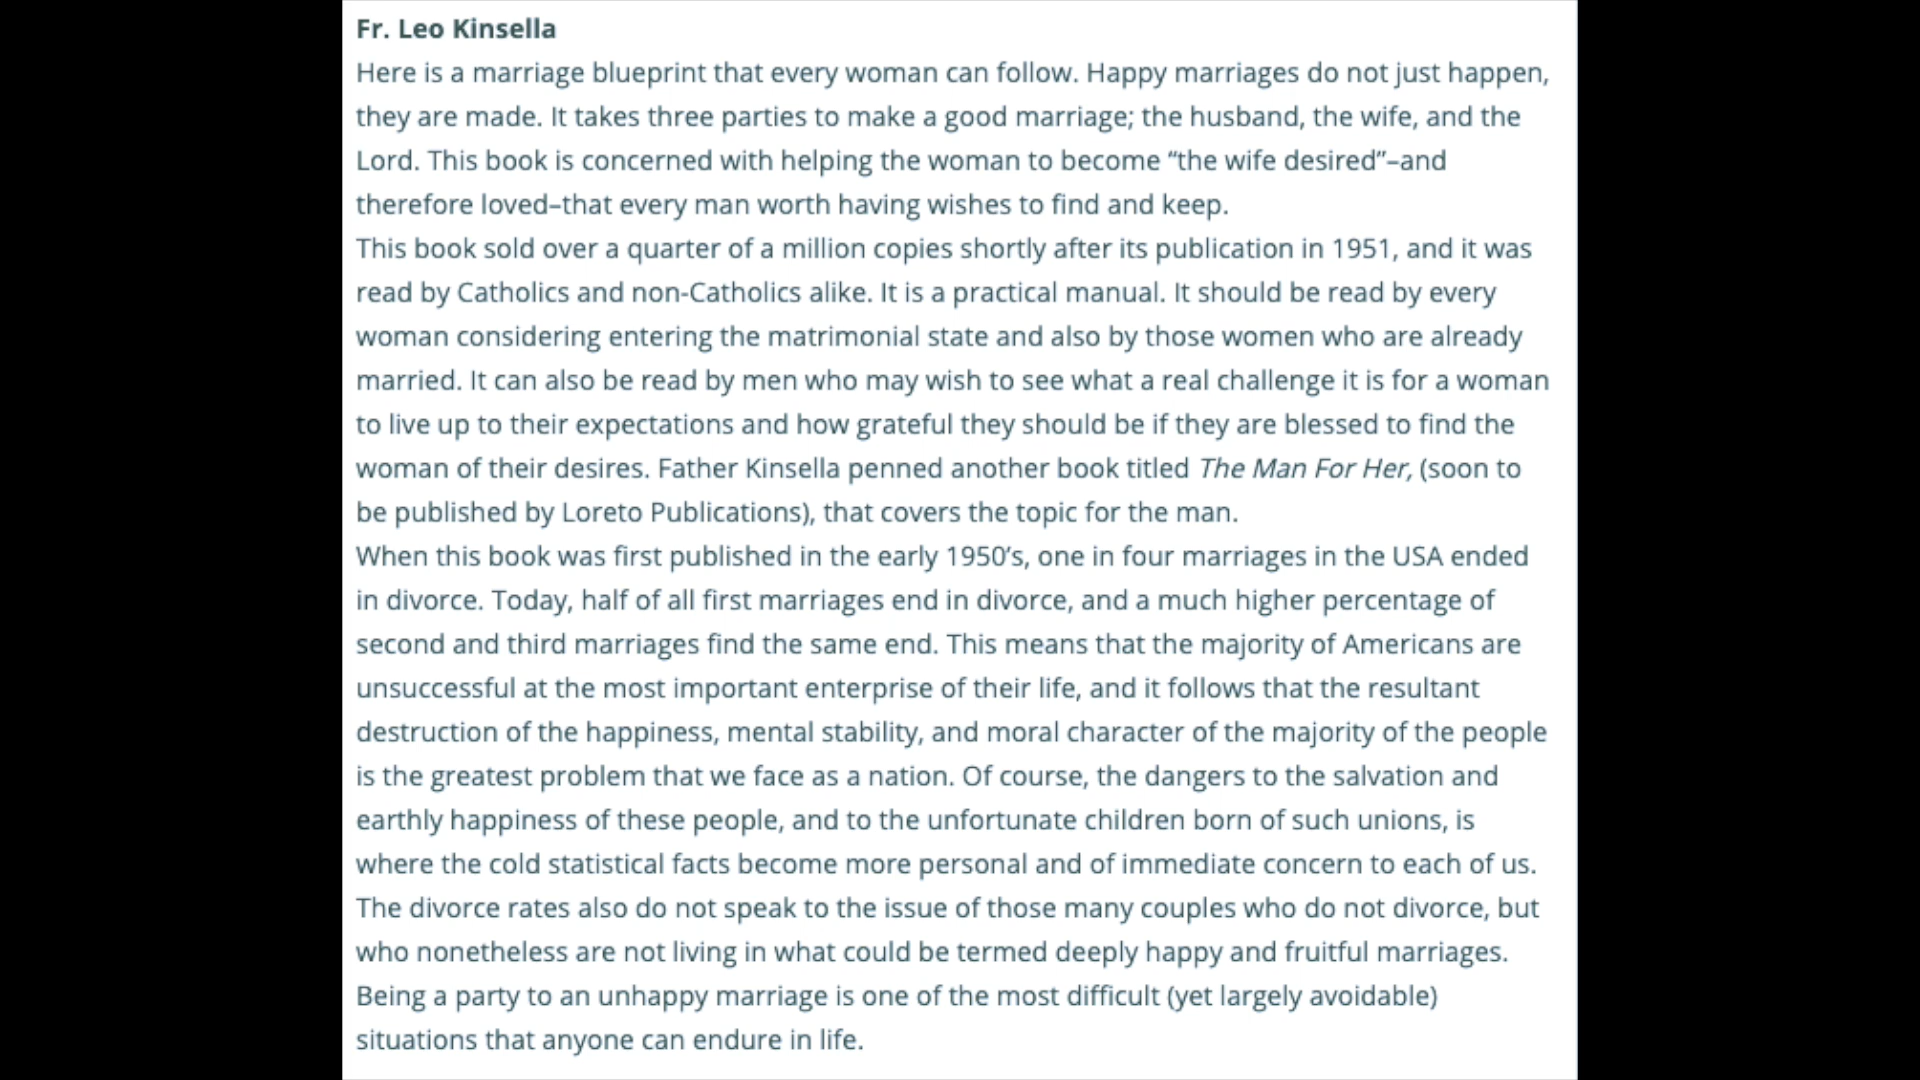 Fr. Leo Kinsella
Here is a marriage blueprint that every woman can follow. Happy marriages do not just happen,
they are made. It takes three parties to make a good marriage; the husband, the wife, and the
Lord. This book is concerned with helping the woman to become “the wife desired”–and
therefore loved–that every man worth having wishes to find and keep.
This book sold over a quarter of a million copies shortly after its publication in 1951, and it was
read by Catholics and non-Catholics alike. It is a practical manual. It should be read by every
woman considering entering the matrimonial state and also by those women who are already
married. It can also be read by men who may wish to see what a real challenge it is for a woman
to live up to their expectations and how grateful they should be if they are blessed to find the
woman of their desires. Father Kinsella penned another book titled The Man For Her, (soon to
be published by Loreto Publications), that covers the topic for the man.
When this book was first published in the early 1950’s, one in four marriages in the USA ended
in divorce. Today, half of all first marriages end in divorce, and a much higher percentage of
second and third marriages find the same end. This means that the majority of Americans are
unsuccessful at the most important enterprise of their life, and it follows that the resultant
destruction of the happiness, mental stability, and moral character of the majority of the people
is the greatest problem that we face as a nation. Of course, the dangers to the salvation and
earthly happiness of these people, and to the unfortunate children born of such unions, is
where the cold statistical facts become more personal and of immediate concern to each of us.
The divorce rates also do not speak to the issue of those many couples who do not divorce, but
who nonetheless are not living in what could be termed deeply happy and fruitful marriages.
Being a party to an unhappy marriage is one of the most difficult (yet largely avoidable)
situations that anyone can endure in life.